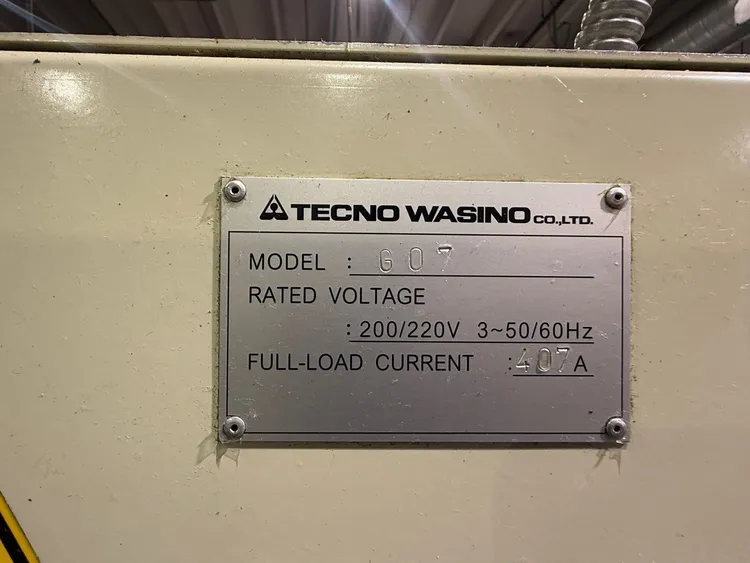 TECNO WASINO CO.,LTD.
MODEL : G07
RATED VOLTAGE
: 200/220V 3~50/60Hz
FULL-LOAD CURRENT : 407A